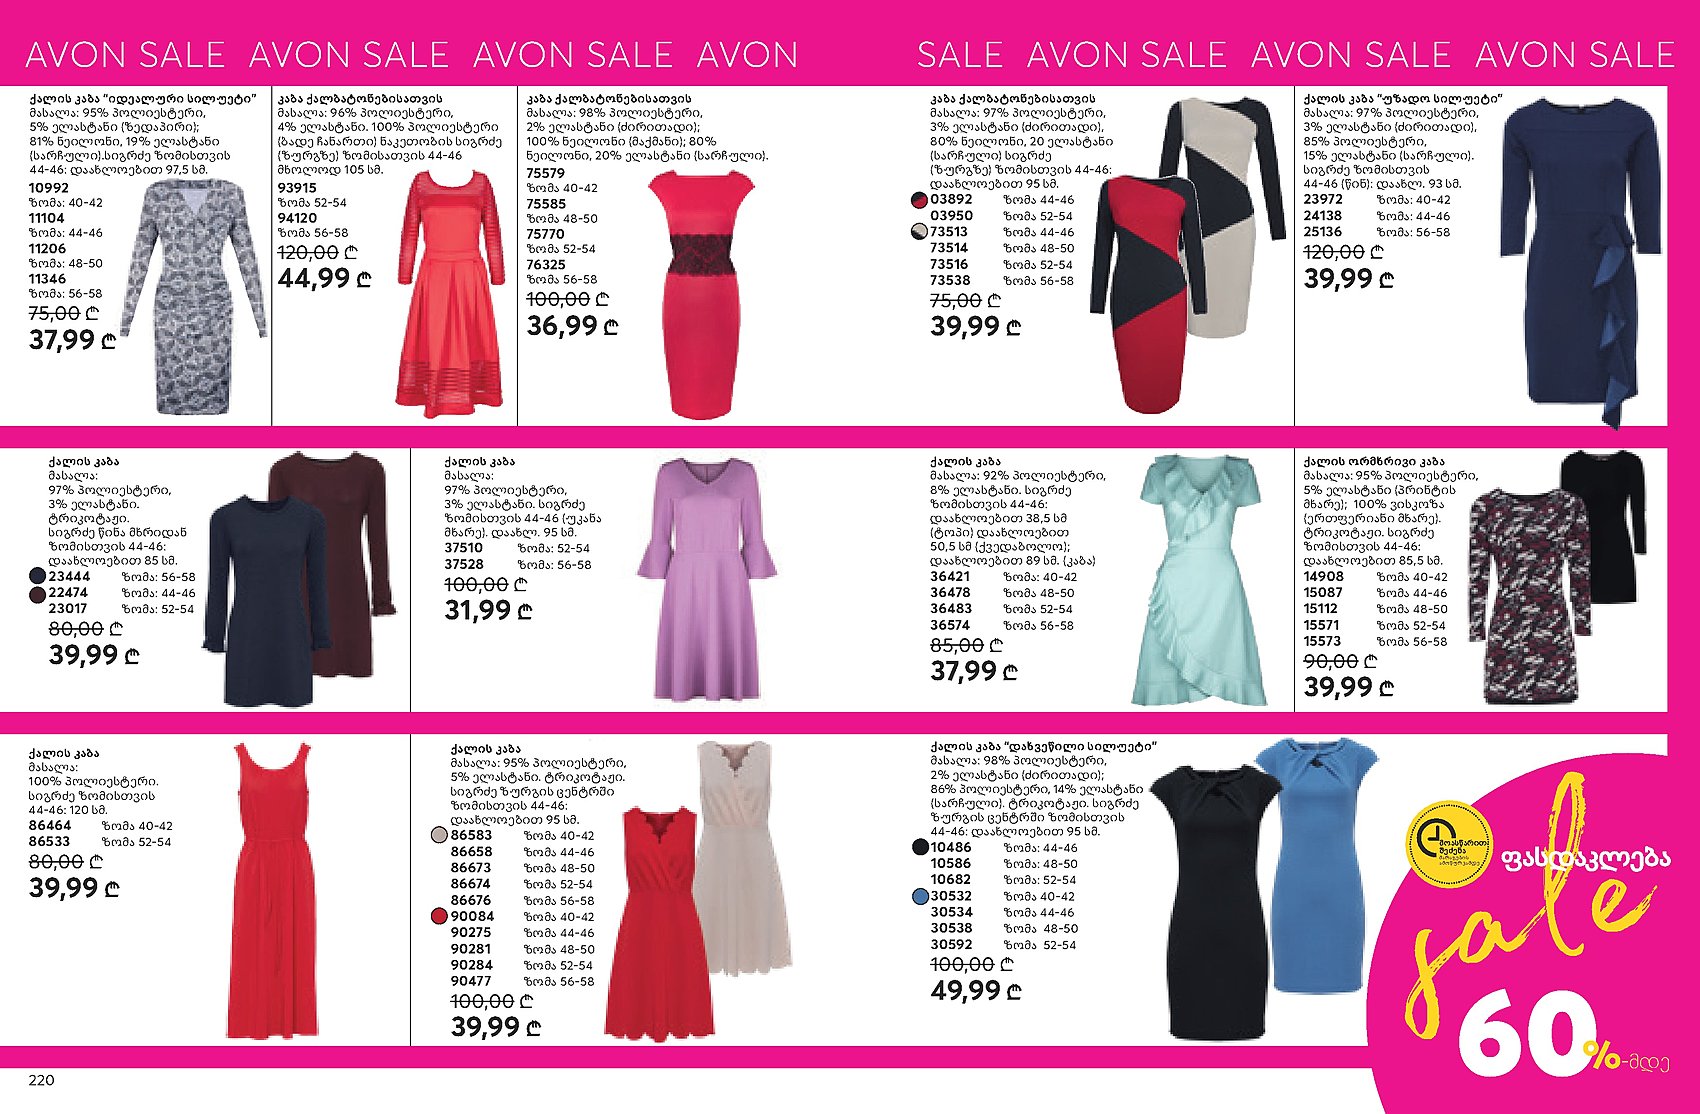 AVON SALE AVON SALE AVON SALE AVON SALE AVON SALE AVON SALE AVON SALE
ქალის კაბა "იდეალური სილუეტი"
მასალა: 95% პოლიესტერი,
5% ელასტანი (ზედაპირი);
81% ნეილონი, 19% ელასტანი
(სარჩული).სიგრძე ზომისთვის
44-46: დაახლოებით 97,5 სმ.
10992
ზომა: 40-42
11104
ზომა: 44-46
11206
ზომა: 48-50
11346
ზომა: 56-58
75,00 ₾
37,99 ₾
კაბა ქალბატონებისათვის
მასალა: 96% პოლიესტერი,
4% ელასტანი. 100% პოლიესტერი
(ბადე ჩანართი) ნაკეთობის სიგრძე
(ზურგზე) ზომისათვის 44-46
მხოლოდ 105 სმ.
93915
ზომა 52-54
94120
ზომა 56-58
120,00 ₾
44,99 ₾
კაბა ქალბატონებისათვის
მასალა: 98% პოლიესტერი,
2% ელასტანი (ძირითადი);
100% ნეილონი (მაქმანი); 80%
ნეილონი, 20% ელასტანი (სარჩული).
75579
ზომა 40-42
75585
ზომა 48-50
75770
ზომა 52-54
76325
ზომა 56-58
100,00 ₾
36,99 ₾
კაბა ქალბატონებისათვის
მასალა: 97% პოლიესტერი,
3% ელასტანი (ძირითადი),
80% ნეილონი, 20 ელასტანი
(სარჩული) სიგრძე
(ზურგზე) ზომისთვის 44-46:
დაახლოებით 95 სმ.
03892 ზომა 44-46
03950 ზომა 52-54
73513 ზომა 44-46
73514 ზომა 48-50
73516 ზომა 52-54
73538 ზომა 56-58
75,00 ₾
39,99 ₾
ქალის კაბა "უზადო სილუეტი"
მასალა: 97% პოლიესტერი,
3% ელასტანი (ძირითადი),
85% პოლიესტერი,
15% ელასტანი (სარჩული).
სიგრძე ზომისთვის
44-46 (წინ): დაახლ. 93 სმ.
23972 ზომა: 40-42
24138 ზომა: 44-46
25136 ზომა: 56-58
120,00 ₾
39,99 ₾
ქალის კაბა
მასალა:
97% პოლიესტერი,
3% ელასტანი.
ტრიკოტაჟი.
სიგრძე წინა მხრიდან
ზომისთვის 44-46:
დაახლოებით 85 სმ.
23444 ზომა: 56-58
22474 ზომა: 44-46
23017 ზომა: 52-54
80,00 ₾
39,99 ₾
ქალის კაბა
მასალა:
97% პოლიესტერი,
3% ელასტანი. სიგრძე
ზომისთვის 44-46 (უკანა
მხარე). დაახლ. 95 სმ.
37510 ზომა: 52-54
37528 ზომა: 56-58
100,00 ₾
31,99 ₾
ქალის კაბა
მასალა: 92% პოლიესტერი,
8% ელასტანი. სიგრძე
ზომისთვის 44-46:
დაახლოებით 38,5 სმ
(ტოპი) დაახლოებით
50,5 სმ (ქვედაბოლო);
დაახლოებით 89 სმ. (კაბა)
36421 ზომა: 40-42
36478 ზომა 48-50
36483 ზომა 52-54
36574 ზომა 56-58
85,00 ₾
37,99 ₾
ქალის ორმხრივი კაბა
მასალა: 95% პოლიესტერი,
5% ელასტანი (პრინტის
მხარე); 100% ვისკოზა
(ერთფერიანი მხარე).
ტრიკოტაჟი. სიგრძე
ზომისთვის 44-46:
დაახლოებით 85,5 სმ.
14908 ზომა 40-42
15087 ზომა 44-46
15112 ზომა 48-50
15571 ზომა 52-54
15573 ზომა 56-58
90,00 ₾
39,99 ₾
ქალის კაბა
მასალა:
100% პოლიესტერი.
სიგრძე ზომისთვის
44-46: 120 სმ.
86464 ზომა 40-42
86533 ზომა 52-54
80,00 ₾
39,99 ₾
ქალის კაბა
მასალა: 95% პოლიესტერი,
5% ელასტანი. ტრიკოტაჟი.
სიგრძე ზურგის ცენტრში
ზომისთვის 44-46:
დაახლოებით 95 სმ.
86583 ზომა 40-42
86658 ზომა 44-46
86673 ზომა 48-50
86674 ზომა 52-54
86676 ზომა 56-58
90084 ზომა 40-42
90275 ზომა 44-46
90281 ზომა 48-50
90284 ზომა 52-54
90477 ზომა 56-58
100,00 ₾
39,99 ₾
ქალის კაბა "დახვეწილი სილუეტი"
მასალა: 98% პოლიესტერი,
2% ელასტანი (ძირითადი);
86% პოლიესტერი, 14% ელასტანი
(სარჩული). ტრიკოტაჟი. სიგრძე
ზურგის ცენტრში ზომისთვის
44-46: დაახლოებით 95 სმ.
10486 ზომა: 44-46
10586 ზომა: 48-50
10682 ზომა: 52-54
30532 ზომა 40-42
30534 ზომა 44-46
30538 ზომა 48-50
30592 ზომა 52-54
100,00 ₾
49,99 ₾
მოასწარით
შეძენა
მარაგების
ამოწურვამდე
ფასდაკლება
sale
60%-მდე
220